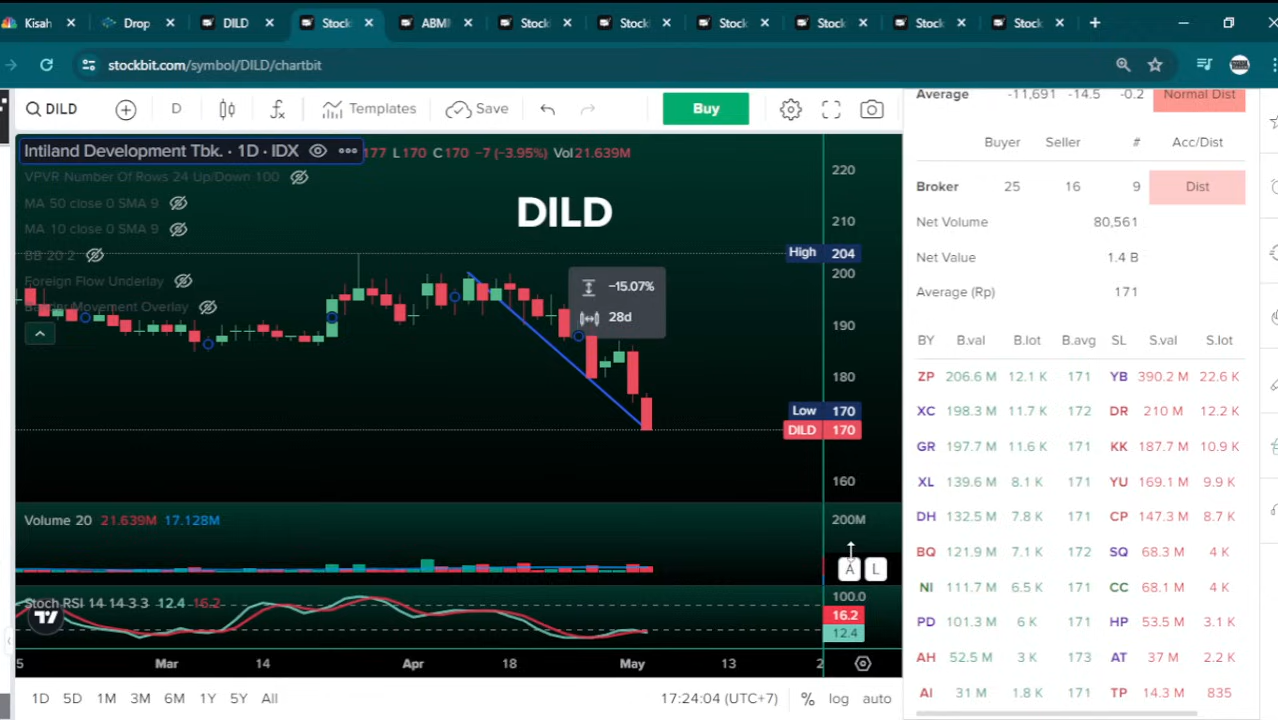 Kisah
Drop
DILD
Stock
ABM
Stock
Stock
Stock
Stock
Stock
Stock
stockbit.com/symbol/DILD/chartbit
DILD
D
Templates
Save
Buy
Intiland Development Tbk. · 1D · IDX
177 L170 C170 −7 (−3.95%) Vol21.639M
VPVR Number Of Rows 24 Up/Down 100
MA 50 close 0 SMA 9
MA 10 close 0 SMA 9
BB 20 2
Foreign Flow Underlay
Movement Overlay
DILD
−15.07%
28d
220
210
High 204
200
190
180
Low 170
DILD 170
160
Volume 20 21.639M 17.128M
200M
A L
Stoch RSI 14 14 3 3 12.4 16.2
100.0
16.2
12.4
5 Mar 14 Apr 18 May 13 2
1D 5D 1M 3M 6M 1Y 5Y All
17:24:04 (UTC+7) % log auto
Average -11,691 -14.5 -0.2 Normal Dist
Buyer Seller # Acc/Dist
Broker 25 16 9 Dist
Net Volume 80,561
Net Value 1.4 B
Average (Rp) 171
BY B.val B.lot B.avg SL S.val S.lot
ZP 206.6 M 12.1 K 171 YB 390.2 M 22.6 K
XC 198.3 M 11.7 K 172 DR 210 M 12.2 K
GR 197.7 M 11.6 K 171 KK 187.7 M 10.9 K
XL 139.6 M 8.1 K 171 YU 169.1 M 9.9 K
DH 132.5 M 7.8 K 171 CP 147.3 M 8.7 K
BQ 121.9 M 7.1 K 172 SQ 68.3 M 4 K
NI 111.7 M 6.5 K 171 CC 68.1 M 4 K
PD 101.3 M 6 K 171 HP 53.5 M 3.1 K
AH 52.5 M 3 K 173 AT 37 M 2.2 K
AI 31 M 1.8 K 171 TP 14.3 M 835